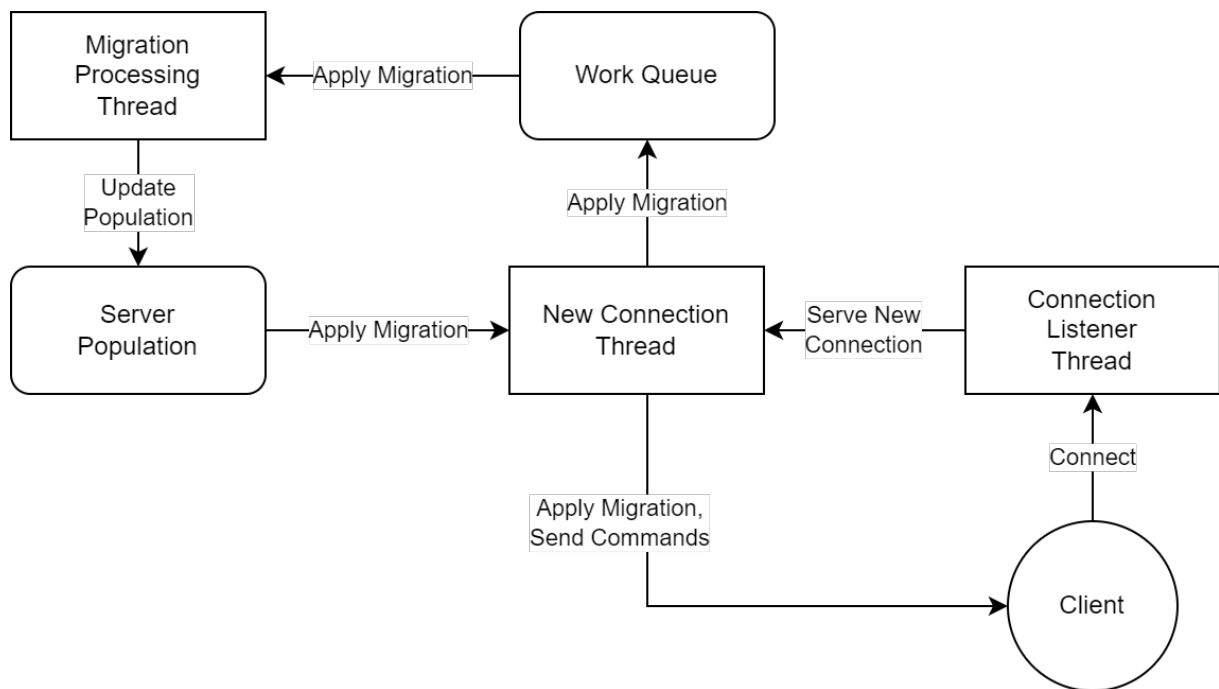 Migration
Processing
Thread
Apply Migration
Work Queue
Update
Population
Apply Migration
Server
Population
Apply Migration
New Connection
Thread
Serve New
Connection
Connection
Listener
Thread
Connect
Apply Migration,
Send Commands
Client